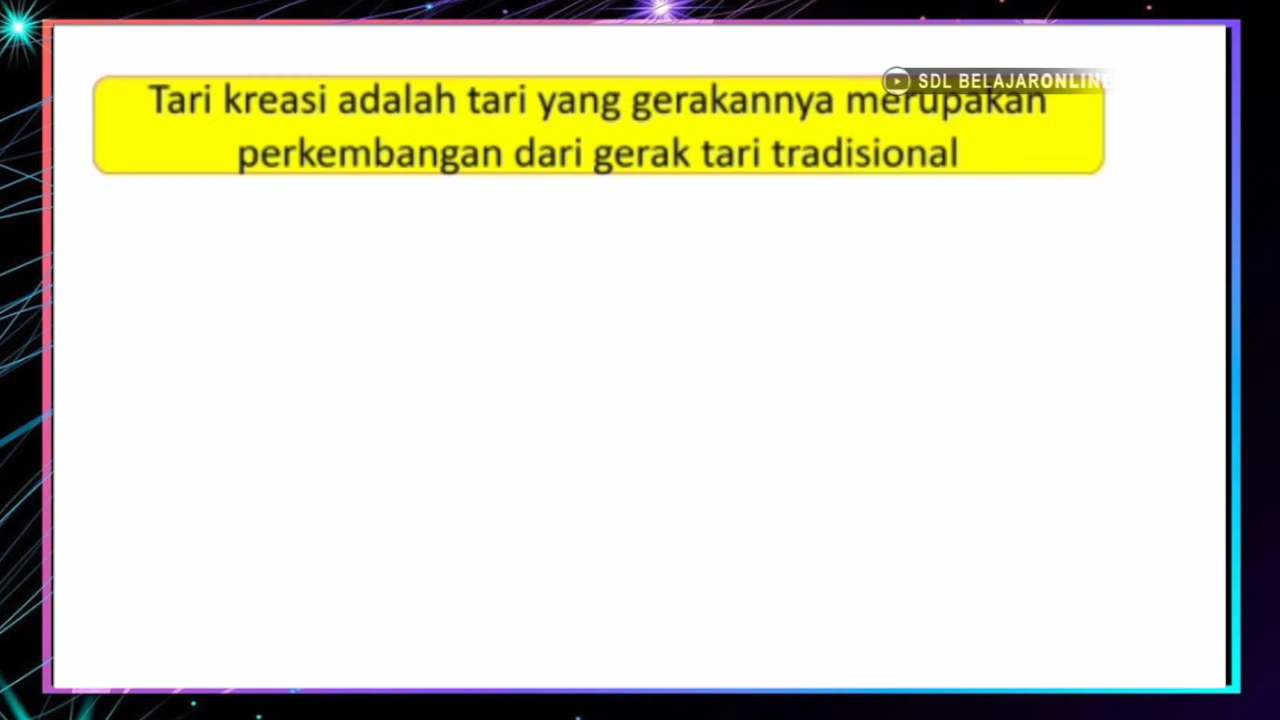 SDL BELAJARONLINE
Tari kreasi adalah tari yang gerakannya merupakan
perkembangan dari gerak tari tradisional